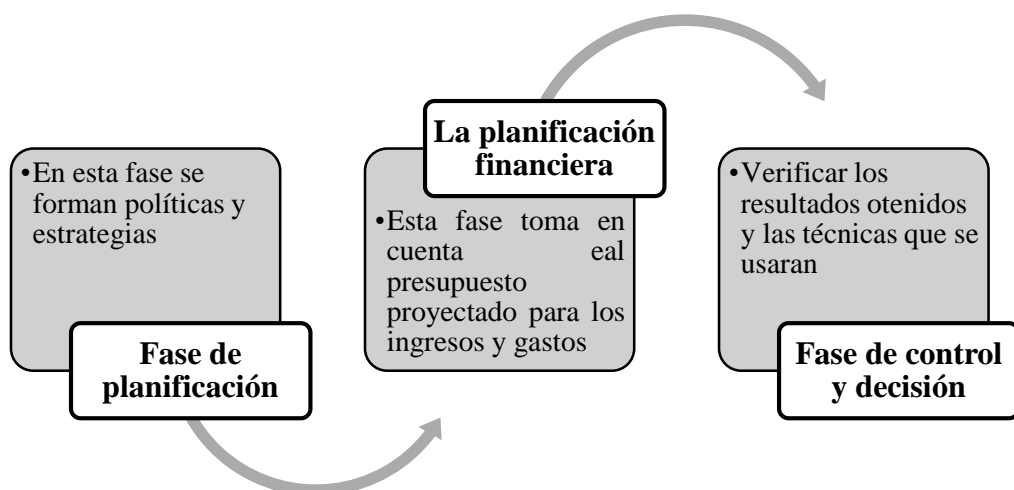 •En esta fase se
forman políticas y
estrategias
Fase de
planificación
La planificación
financiera
•Esta fase toma en
cuenta eal
presupuesto
proyectado para los
ingresos y gastos
•Verificar los
resultados otenidos
y las técnicas que se
usaran
Fase de control
y decisión